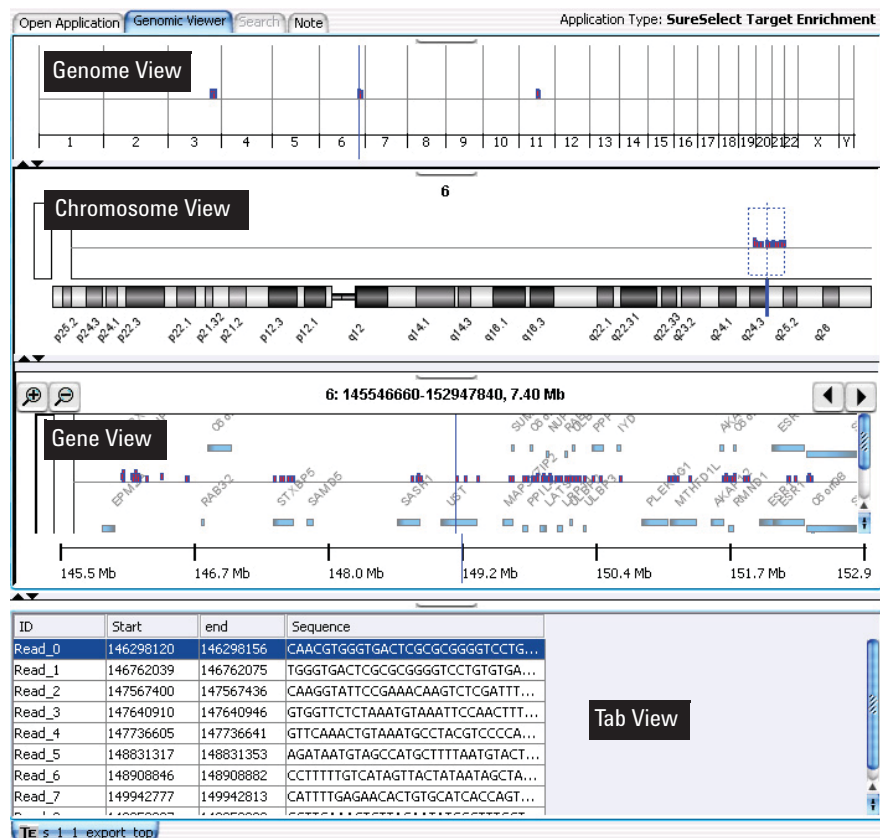 Open Application Genomic Viewer Search Note Application Type: SureSelect Target Enrichment
Genome View
1 2 3 4 5 6 7 8 9 10 11 12 13 14 15 16 17 18 19 20 21 22 X Y
6
Chromosome View
p25.2 p24.3 p24.1 p22.3 p22.1 p21.32 p21.2 p12.3 p12.1 q12 q14.1 q14.3 q16.1 q16.3 q22.1 q22.31 q22.33 q23.2 q24.1 q24.3 q25.2 q26
6: 145546660-152947840, 7.40 Mb
Gene View
IYD
EPM2A RAB32 STXBP5 SAMD5 SASH1 UST PLEKHG1 MTHFD1L AKAP12 RMND1 ESR1
145.5 Mb 146.7 Mb 148.0 Mb 149.2 Mb 150.4 Mb 151.7 Mb 152.9
ID Start end Sequence
Read_0 146298120 146298156 CAACGTGGGTGACTCGCGCGGGGTCCTG...
Read_1 146762039 146762075 TGGGTGACTCGCGCGGGGTCCTGTGTGA...
Read_2 147567400 147567436 CAAGGTATTCCGAAACAAGTCTCGATTT...
Read_3 147640910 147640946 GTGGTTCTCTAAATGTAAATTCCAACTTT...
Read_4 147736605 147736641 GTTCAAACTGTAAATGCCTACGTCCCCA...
Read_5 148831317 148831353 AGATAATGTAGCCATGCTTTTAATGTACT...
Read_6 148908846 148908882 CCTTTTTGTCATAGTTACTATAATAGCTA...
Read_7 149942777 149942813 CATTTTGAGAACACTGTGCATCACCAGT...
Tab View
TE s_1_1_export_top